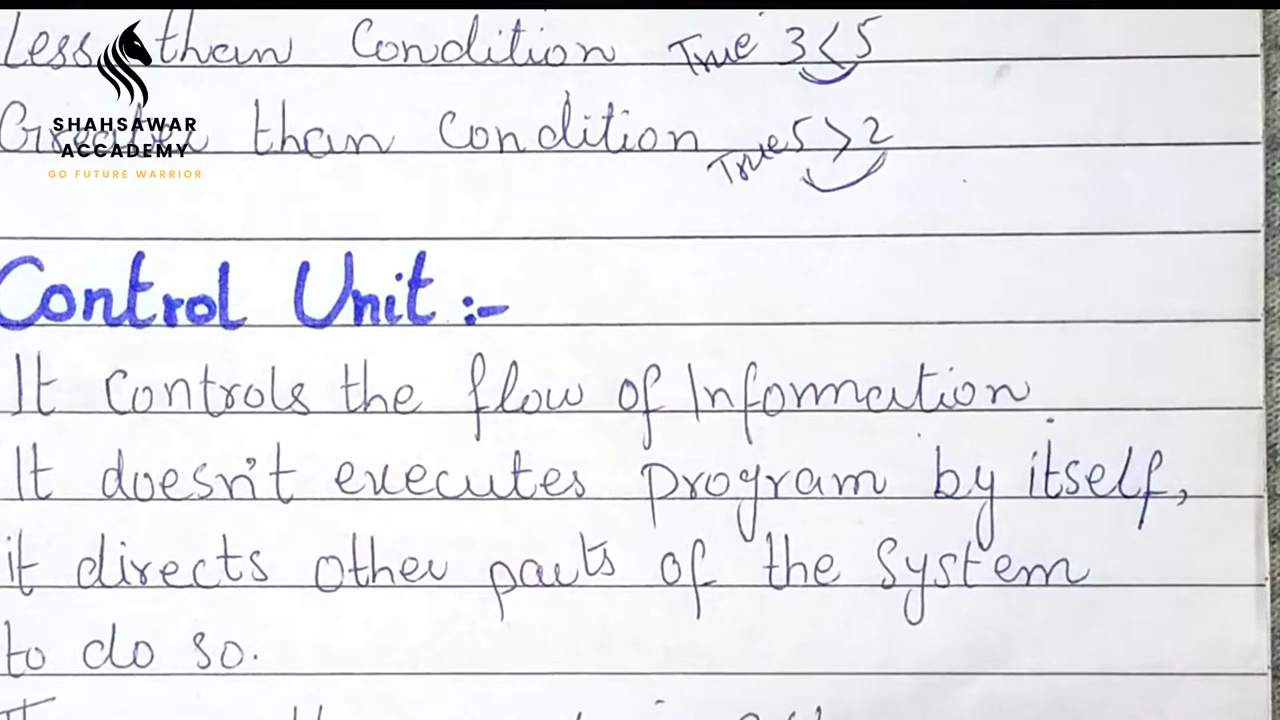 Less than Condition True 3<5
Greater than Condition True 5>2
SHAHSAWAR
ACCADEMY
GO FUTURE WARRIOR
Control Unit :-
It Controls the flow of Information
It doesn't executes program by itself,
it directs other parts of the System
to do so.